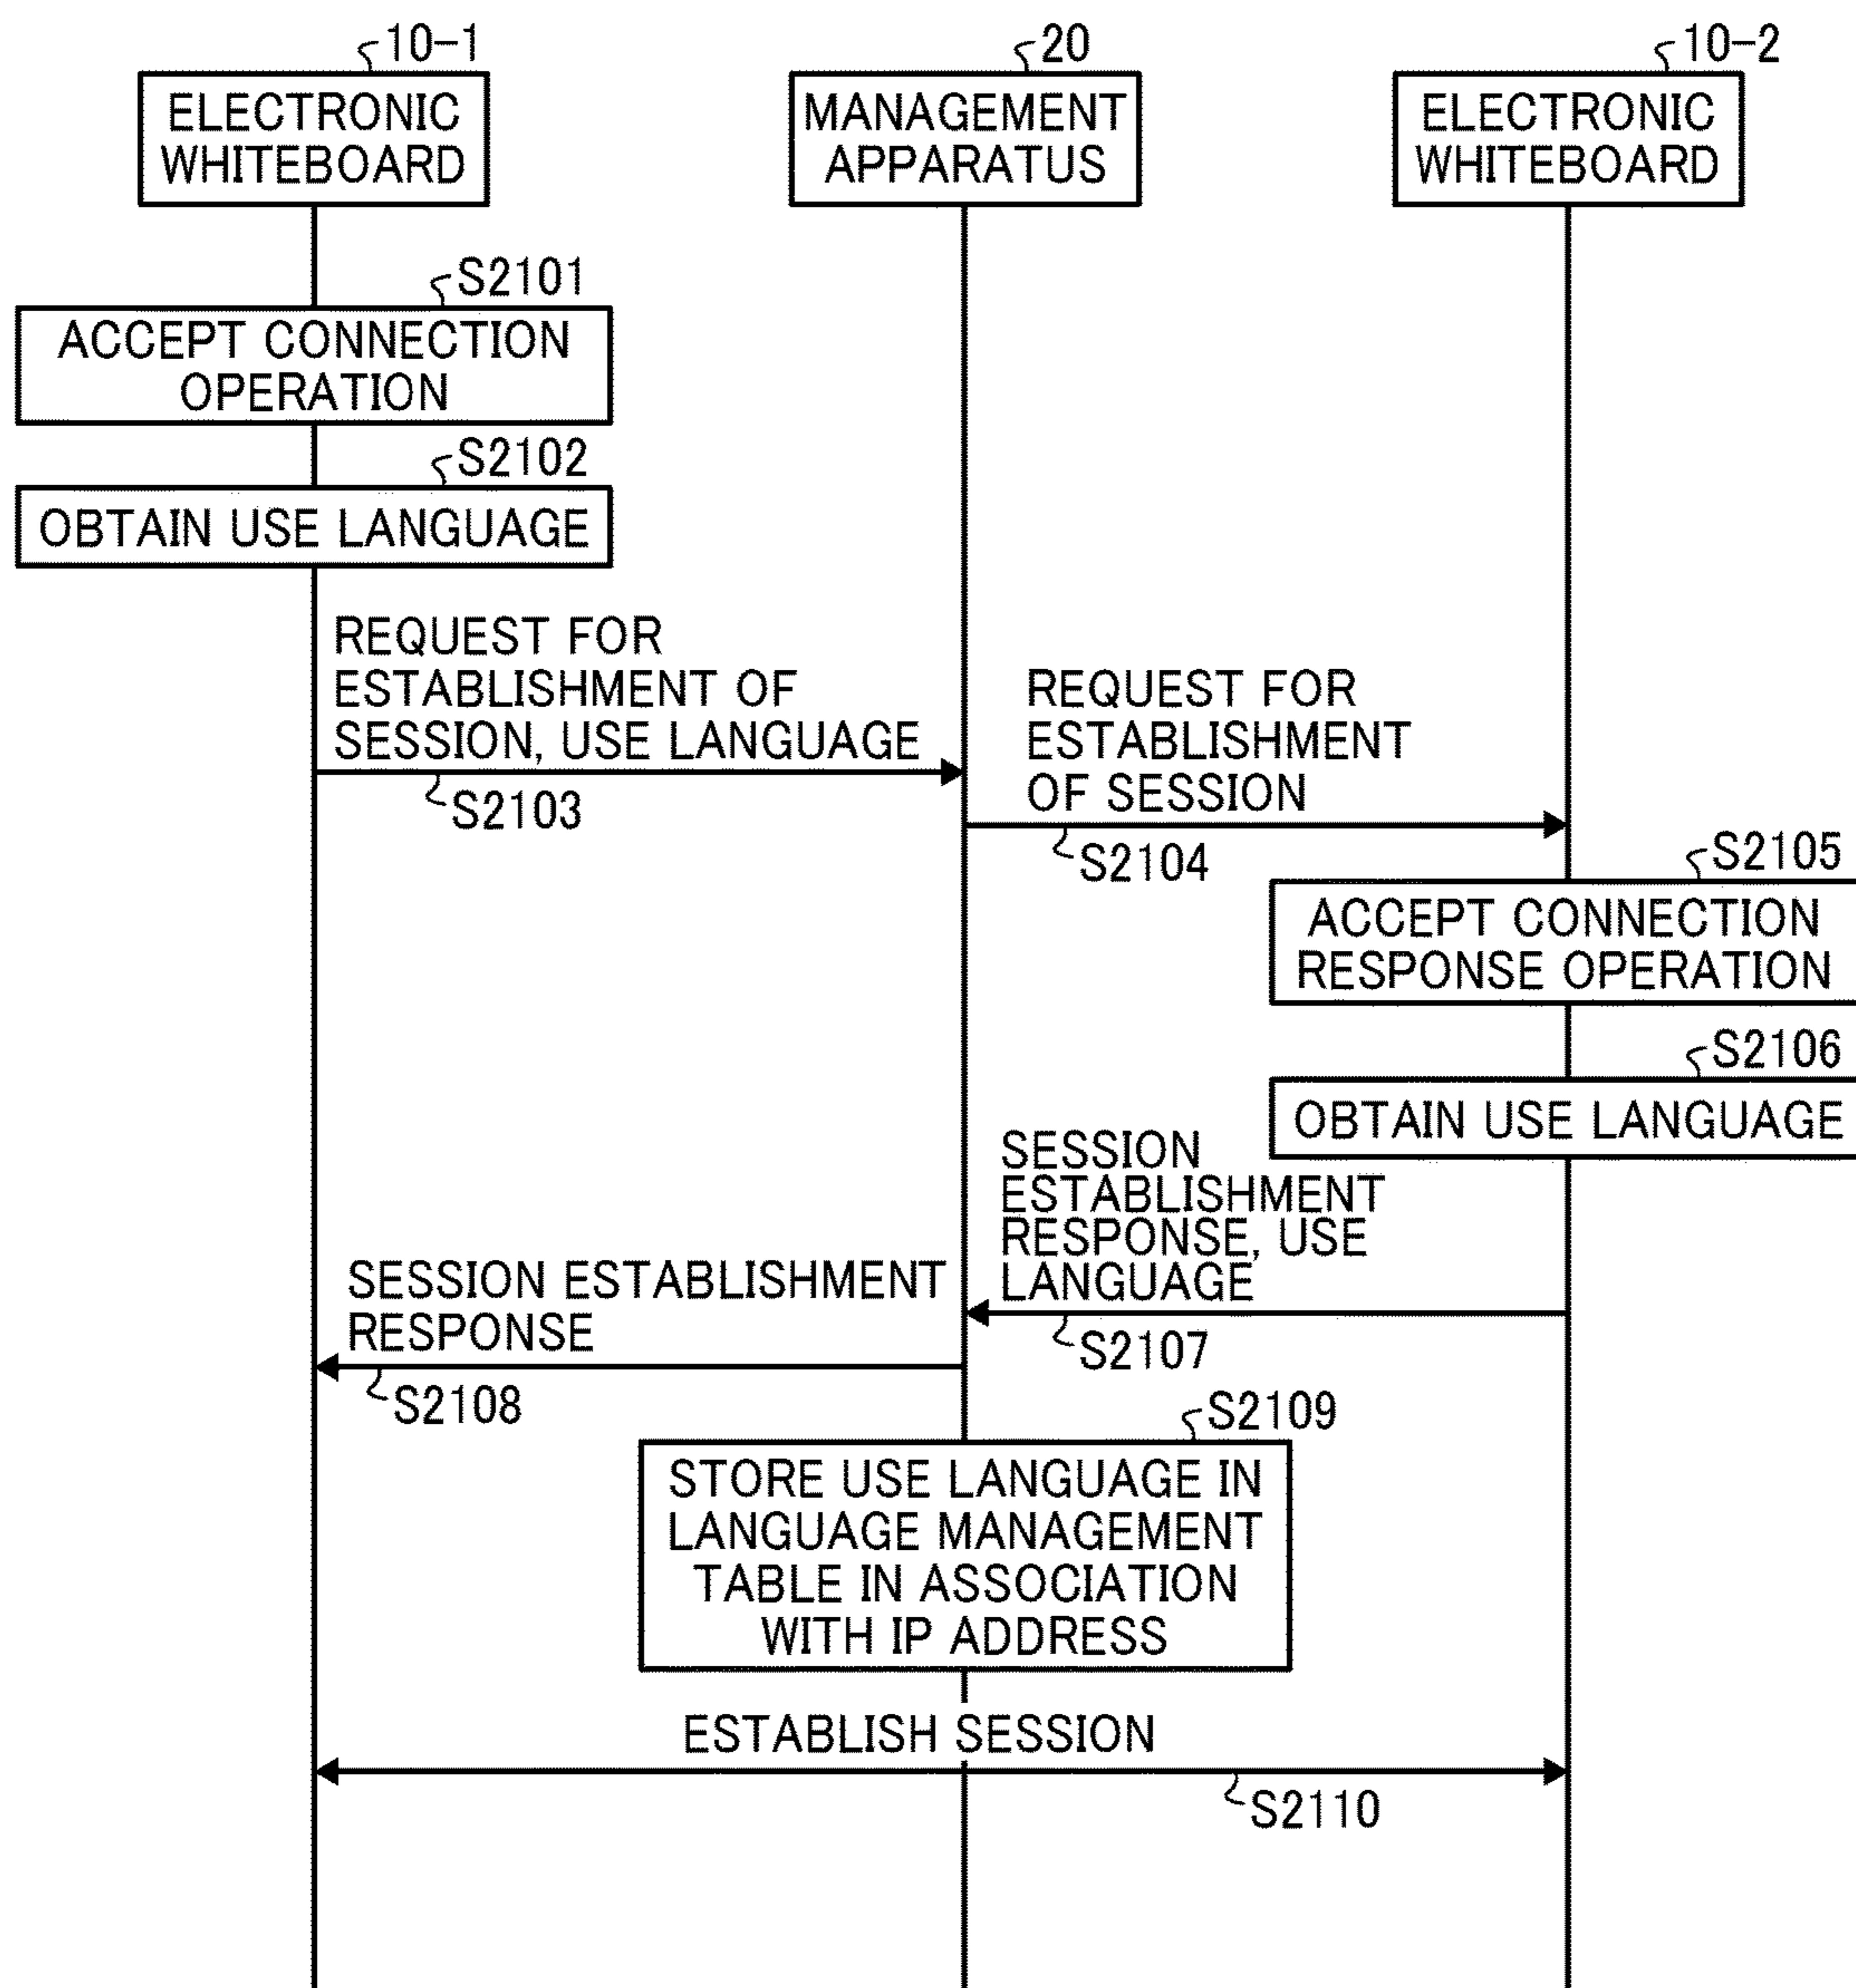 10-1
20
10-2
ELECTRONIC
WHITEBOARD
MANAGEMENT
APPARATUS
ELECTRONIC
WHITEBOARD
S2101
ACCEPT CONNECTION
OPERATION
S2102
OBTAIN USE LANGUAGE
REQUEST FOR
ESTABLISHMENT OF
SESSION, USE LANGUAGE
S2103
REQUEST FOR
ESTABLISHMENT
OF SESSION
S2104
S2105
ACCEPT CONNECTION
RESPONSE OPERATION
S2106
OBTAIN USE LANGUAGE
SESSION
ESTABLISHMENT
RESPONSE, USE
LANGUAGE
S2107
SESSION ESTABLISHMENT
RESPONSE
S2108
S2109
STORE USE LANGUAGE IN
LANGUAGE MANAGEMENT
TABLE IN ASSOCIATION
WITH IP ADDRESS
ESTABLISH SESSION
S2110